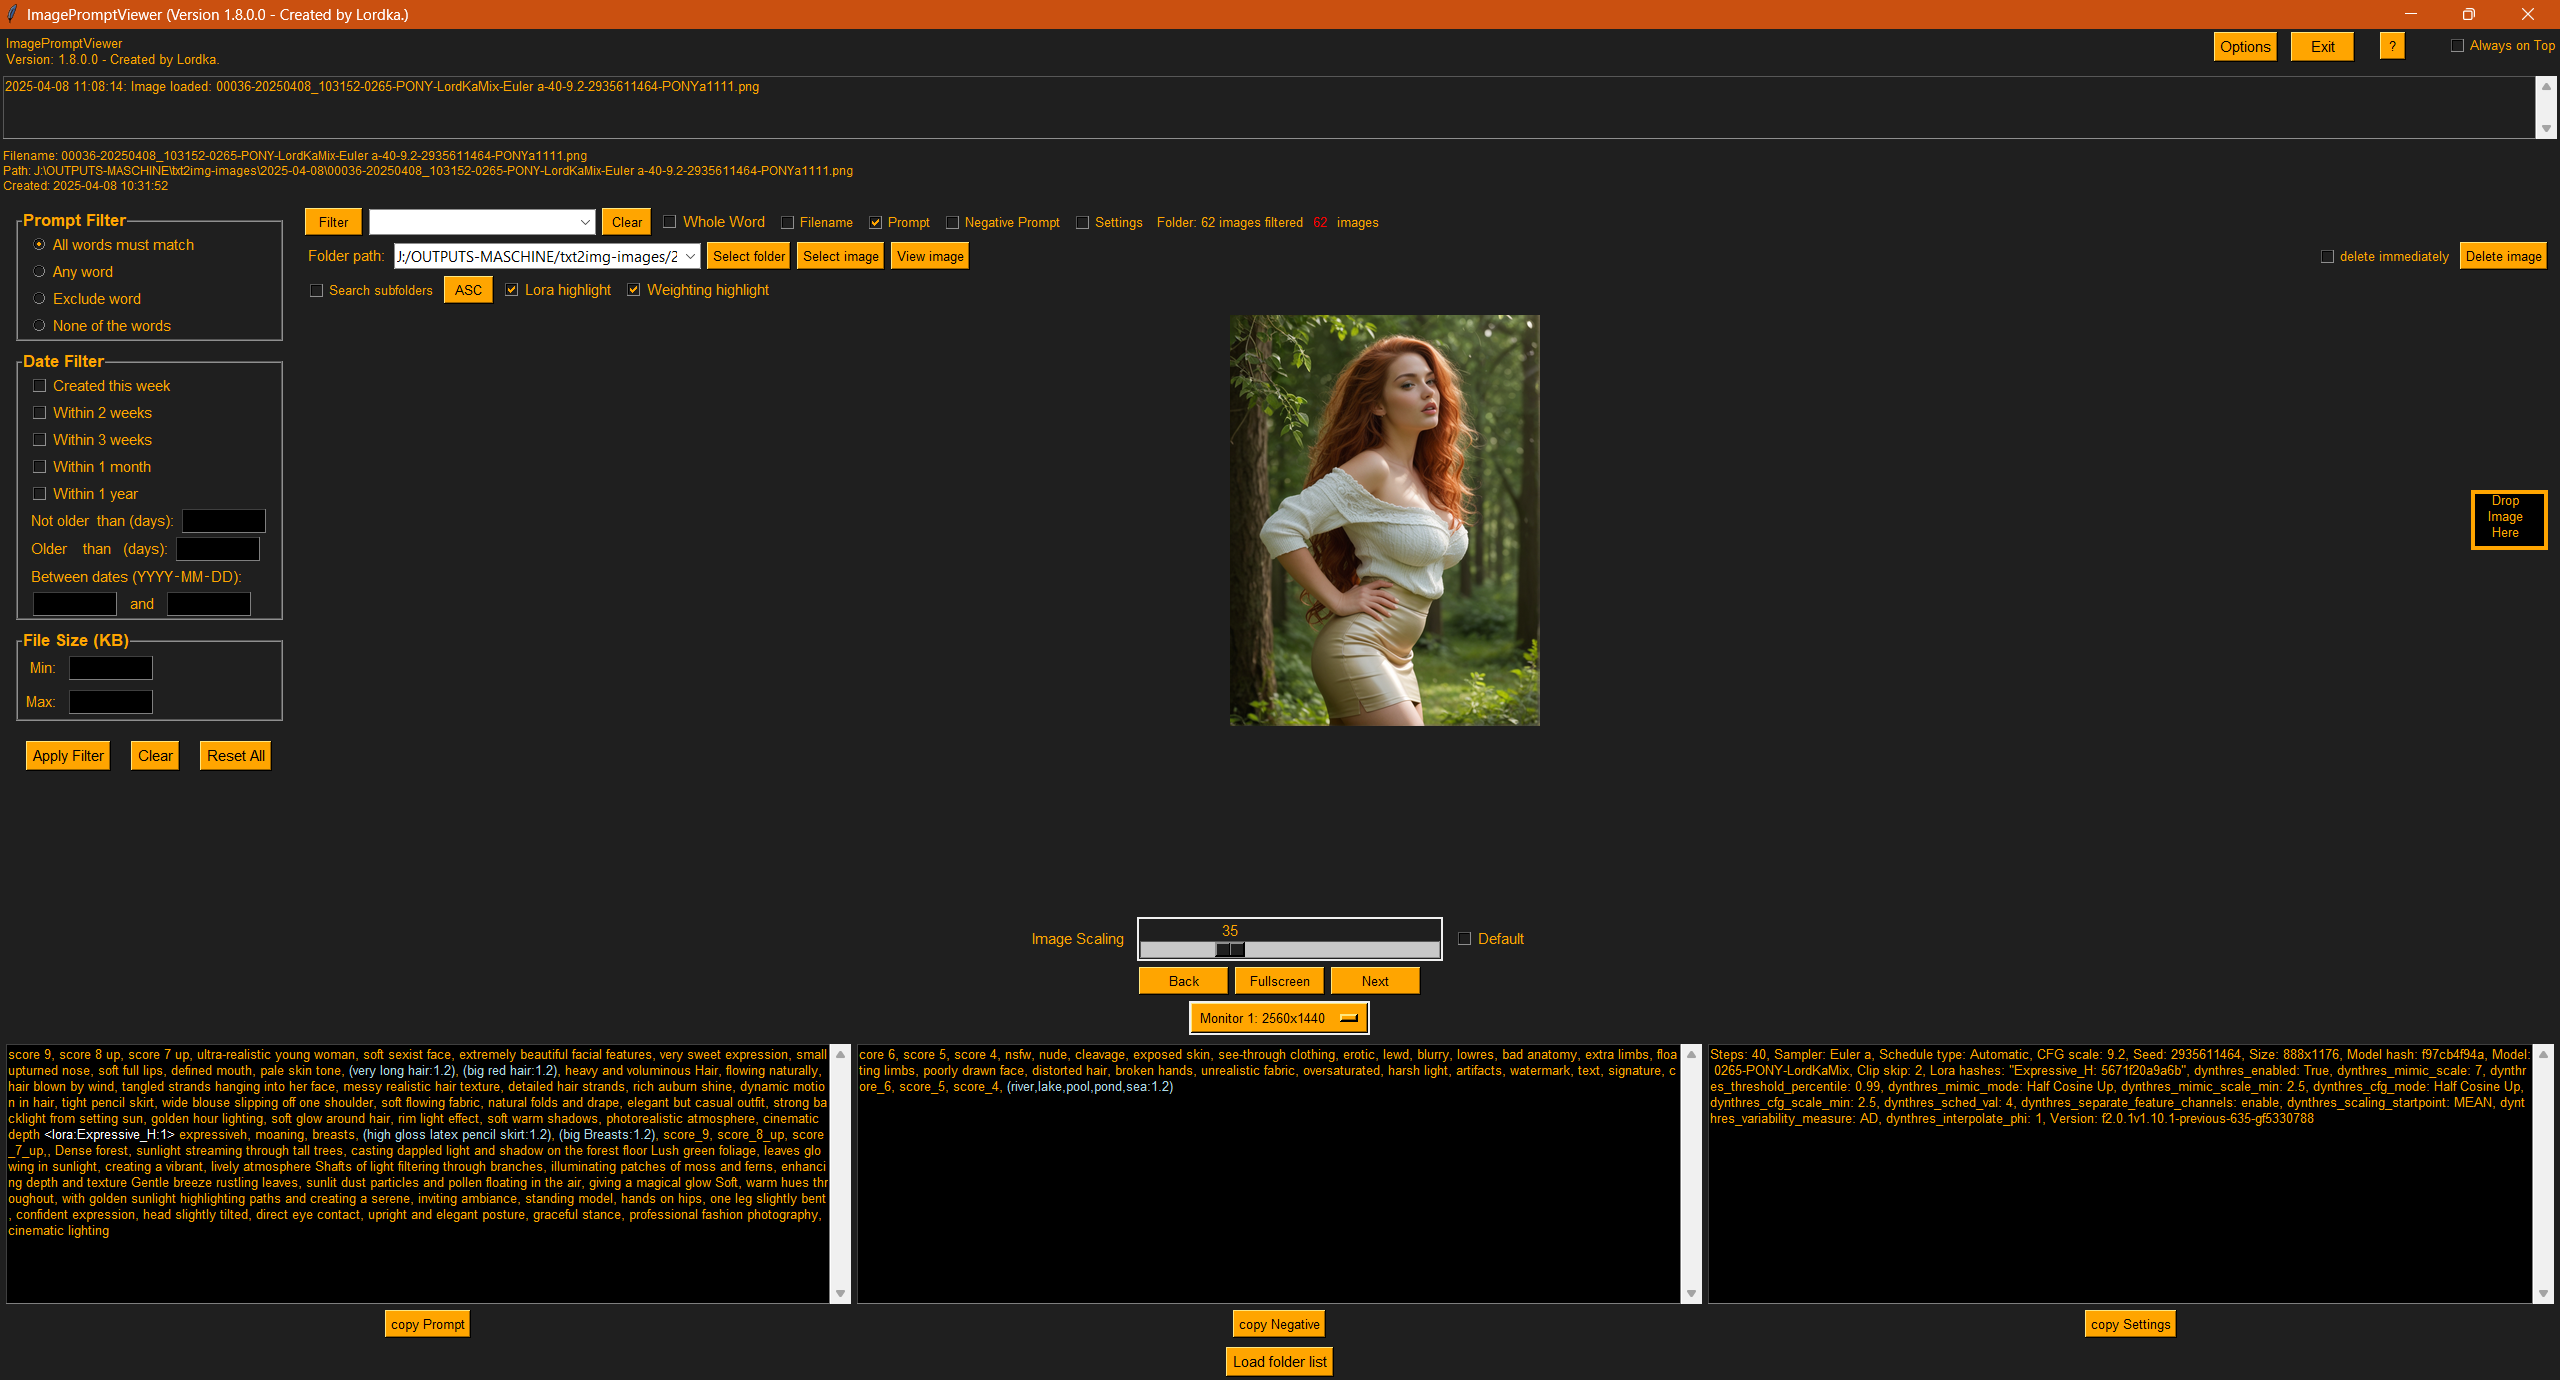 ImagePromptViewer (Version 1.8.0.0 - Created by Lordka.)
ImagePromptViewer
Version: 1.8.0.0 - Created by Lordka.
Options
Exit
?
Always on Top
2025-04-08 11:08:14: Image loaded: 00036-20250408_103152-0265-PONY-LordKaMix-Euler a-40-9.2-2935611464-PONYa1111.png
Filename: 00036-20250408_103152-0265-PONY-LordKaMix-Euler a-40-9.2-2935611464-PONYa1111.png
Path: J:\OUTPUTS-MASCHINE\txt2img-images\2025-04-08\00036-20250408_103152-0265-PONY-LordKaMix-Euler a-40-9.2-2935611464-PONYa1111.png
Created: 2025-04-08 10:31:52
Prompt Filter
All words must match
Any word
Exclude word
None of the words
Date Filter
Created this week
Within 2 weeks
Within 3 weeks
Within 1 month
Within 1 year
Not older than (days):
Older than (days):
Between dates (YYYY-MM-DD):
and
File Size (KB)
Min:
Max:
Apply Filter
Clear
Reset All
Filter
Clear
Whole Word
Filename
Prompt
Negative Prompt
Settings
Folder: 62 images filtered 62 images
Folder path:
J:/OUTPUTS-MASCHINE/txt2img-images/2
Select folder
Select image
View image
delete immediately
Delete image
Search subfolders
ASC
Lora highlight
Weighting highlight
Drop
Image
Here
Image Scaling
35
Default
Back
Fullscreen
Next
Monitor 1: 2560x1440
score 9, score 8 up, score 7 up, ultra-realistic young woman, soft sexist face, extremely beautiful facial features, very sweet expression, small
upturned nose, soft full lips, defined mouth, pale skin tone, (very long hair:1.2), (big red hair:1.2), heavy and voluminous Hair, flowing naturally,
hair blown by wind, tangled strands hanging into her face, messy realistic hair texture, detailed hair strands, rich auburn shine, dynamic motio
n in hair, tight pencil skirt, wide blouse slipping off one shoulder, soft flowing fabric, natural folds and drape, elegant but casual outfit, strong ba
cklight from setting sun, golden hour lighting, soft glow around hair, rim light effect, soft warm shadows, photorealistic atmosphere, cinematic
depth <lora:Expressive_H:1> expressiveh, moaning, breasts, (high gloss latex pencil skirt:1.2), (big Breasts:1.2), score_9, score_8_up, score
_7_up,, Dense forest, sunlight streaming through tall trees, casting dappled light and shadow on the forest floor Lush green foliage, leaves glo
wing in sunlight, creating a vibrant, lively atmosphere Shafts of light filtering through branches, illuminating patches of moss and ferns, enhanci
ng depth and texture Gentle breeze rustling leaves, sunlit dust particles and pollen floating in the air, giving a magical glow Soft, warm hues thr
oughout, with golden sunlight highlighting paths and creating a serene, inviting ambiance, standing model, hands on hips, one leg slightly bent
, confident expression, head slightly tilted, direct eye contact, upright and elegant posture, graceful stance, professional fashion photography,
cinematic lighting
core 6, score 5, score 4, nsfw, nude, cleavage, exposed skin, see-through clothing, erotic, lewd, blurry, lowres, bad anatomy, extra limbs, floa
ting limbs, poorly drawn face, distorted hair, broken hands, unrealistic fabric, oversaturated, harsh light, artifacts, watermark, text, signature, c
ore_6, score_5, score_4, (river,lake,pool,pond,sea:1.2)
Steps: 40, Sampler: Euler a, Schedule type: Automatic, CFG scale: 9.2, Seed: 2935611464, Size: 888x1176, Model hash: f97cb4f94a, Model:
0265-PONY-LordKaMix, Clip skip: 2, Lora hashes: "Expressive_H: 5671f20a9a6b", dynthres_enabled: True, dynthres_mimic_scale: 7, dynthr
es_threshold_percentile: 0.99, dynthres_mimic_mode: Half Cosine Up, dynthres_mimic_scale_min: 2.5, dynthres_cfg_mode: Half Cosine Up,
dynthres_cfg_scale_min: 2.5, dynthres_sched_val: 4, dynthres_separate_feature_channels: enable, dynthres_scaling_startpoint: MEAN, dynt
hres_variability_measure: AD, dynthres_interpolate_phi: 1, Version: f2.0.1v1.10.1-previous-635-gf5330788
copy Prompt
copy Negative
copy Settings
Load folder list